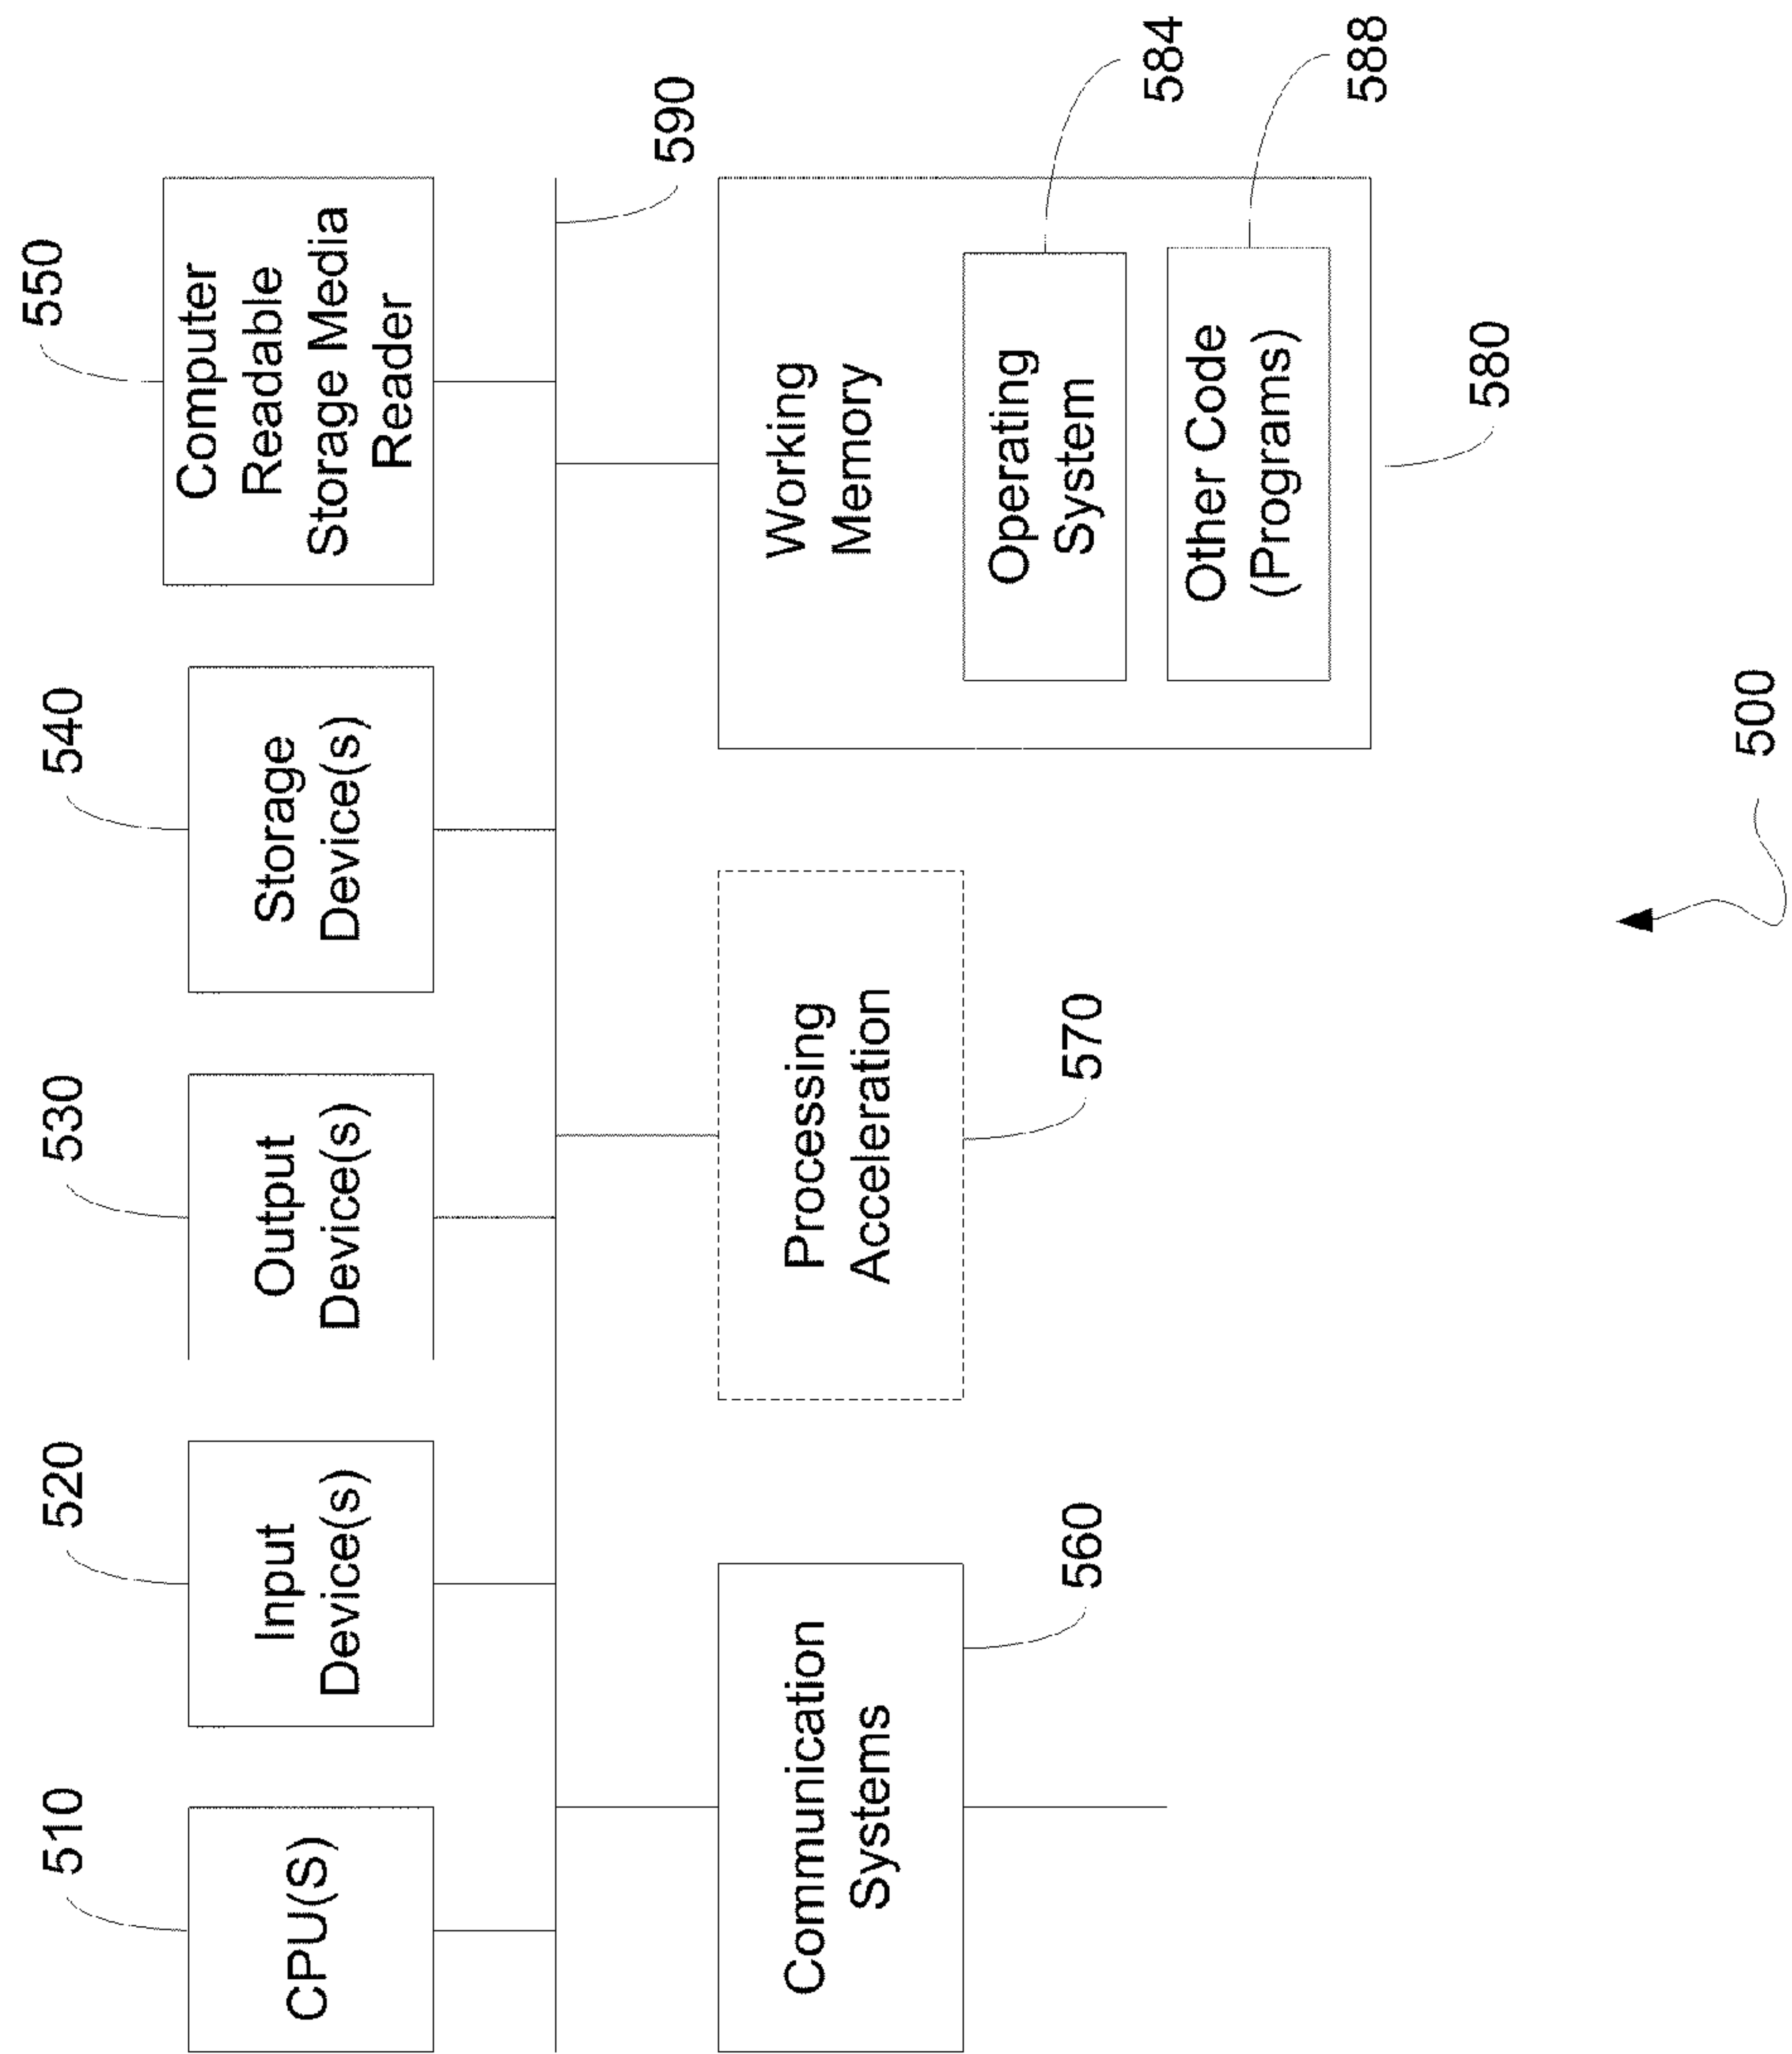 510
520
530
540
550
CPU(S)
Input
Device(s)
Output
Device(s)
Storage
Device(s)
Computer
Readable
Storage Media
Reader
590
Communication
Systems
560
Processing
Acceleration
570
Working
Memory
Operating
System
584
Other Code
(Programs)
588
580
500